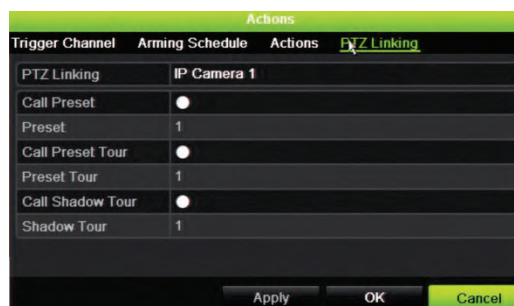 Actions
Trigger Channel Arming Schedule Actions PTZ Linking
PTZ Linking IP Camera 1
Call Preset
Preset 1
Call Preset Tour
Preset Tour 1
Call Shadow Tour
Shadow Tour 1
Apply OK Cancel